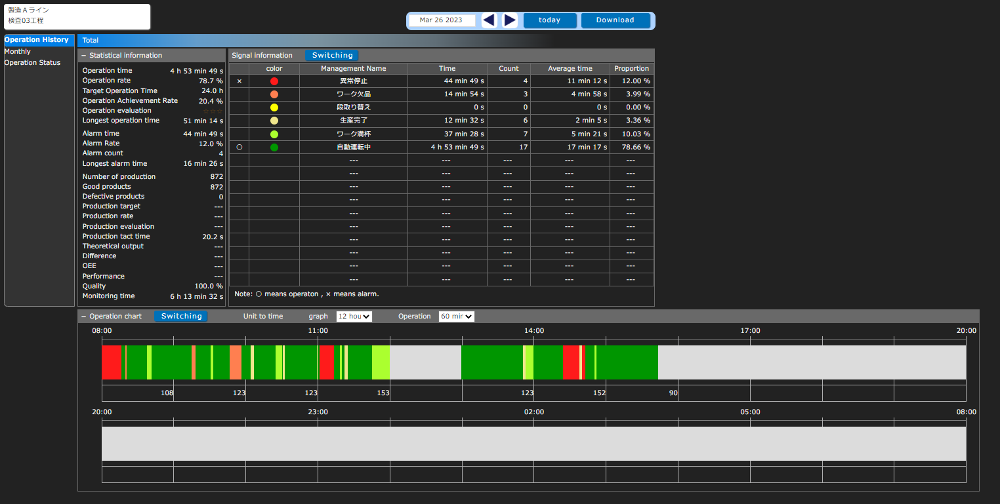 製造Ａライン
検査03工程
Mar 26 2023
today
Download
Operation History
Monthly
Operation Status
Total
− Statistical information
Operation time 4 h 53 min 49 s
Operation rate 78.7 %
Target Operation Time 24.0 h
Operation Achievement Rate 20.4 %
Operation evaluation ☆☆☆
Longest operation time 51 min 14 s
Alarm time 44 min 49 s
Alarm Rate 12.0 %
Alarm count 4
Longest alarm time 16 min 26 s
Number of production 872
Good products 872
Defective products 0
Production target ---
Production rate ---
Production evaluation ---
Production tact time 20.2 s
Theoretical output ---
Difference ---
OEE ---
Performance ---
Quality 100.0 %
Monitoring time 6 h 13 min 32 s
Signal information Switching
color Management Name Time Count Average time Proportion
× 異常停止 44 min 49 s 4 11 min 12 s 12.00 %
ワーク欠品 14 min 54 s 3 4 min 58 s 3.99 %
段取り替え 0 s 0 0 s 0.00 %
生産完了 12 min 32 s 6 2 min 5 s 3.36 %
ワーク満杯 37 min 28 s 7 5 min 21 s 10.03 %
○ 自動運転中 4 h 53 min 49 s 17 17 min 17 s 78.66 %
--- --- --- --- ---
--- --- --- --- ---
--- --- --- --- ---
--- --- --- --- ---
--- --- --- --- ---
--- --- --- --- ---
--- --- --- --- ---
--- --- --- --- ---
--- --- --- --- ---
--- --- --- --- ---
Note: ○ means operaton , × means alarm.
− Operation chart Switching Unit to time graph 12 hou Operation 60 min
08:00 11:00 14:00 17:00 20:00
108 123 123 153 123 152 90
20:00 23:00 02:00 05:00 08:00